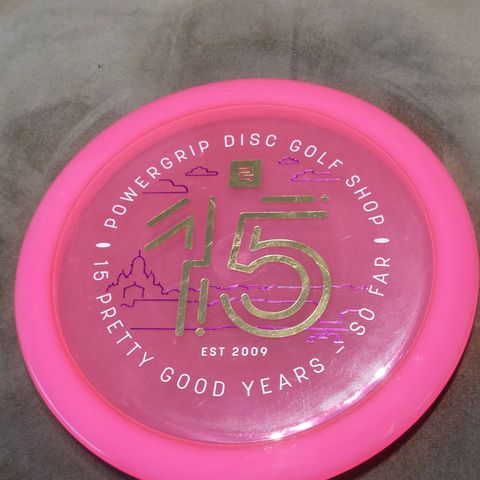 POWERGRIP DISC GOLF SHOP
15
EST 2009
15 PRETTY GOOD YEARS – SO FAR